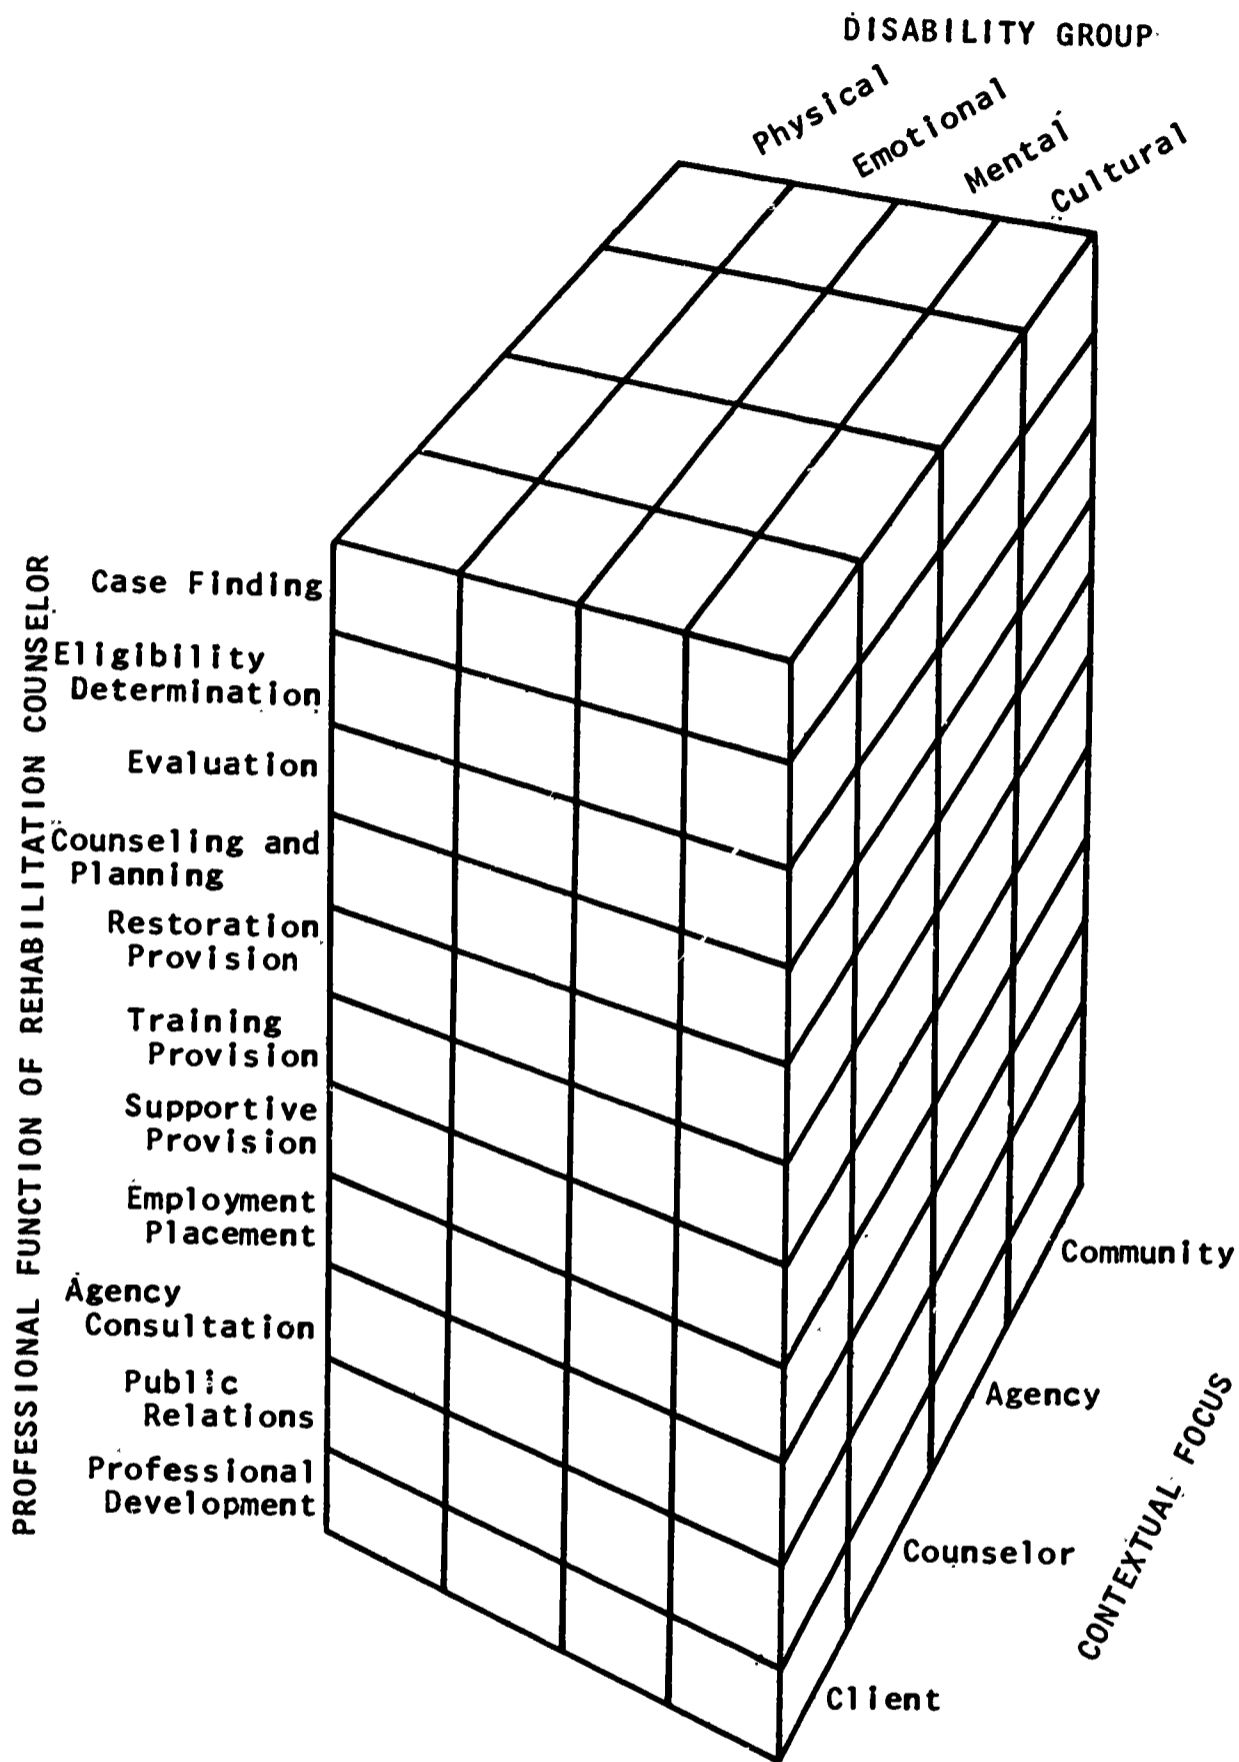 DISABILITY GROUP
Physical
Emotional
Mental
Cultural
PROFESSIONAL FUNCTION OF REHABILITATION COUNSELOR
Case Finding
Eligibility
Determination
Evaluation
Counseling and
Planning
Restoration
Provision
Training
Provision
Supportive
Provision
Employment
Placement
Agency
Consultation
Public
Relations
Professional
Development
Community
Agency
Counselor
Client
CONTEXTUAL FOCUS